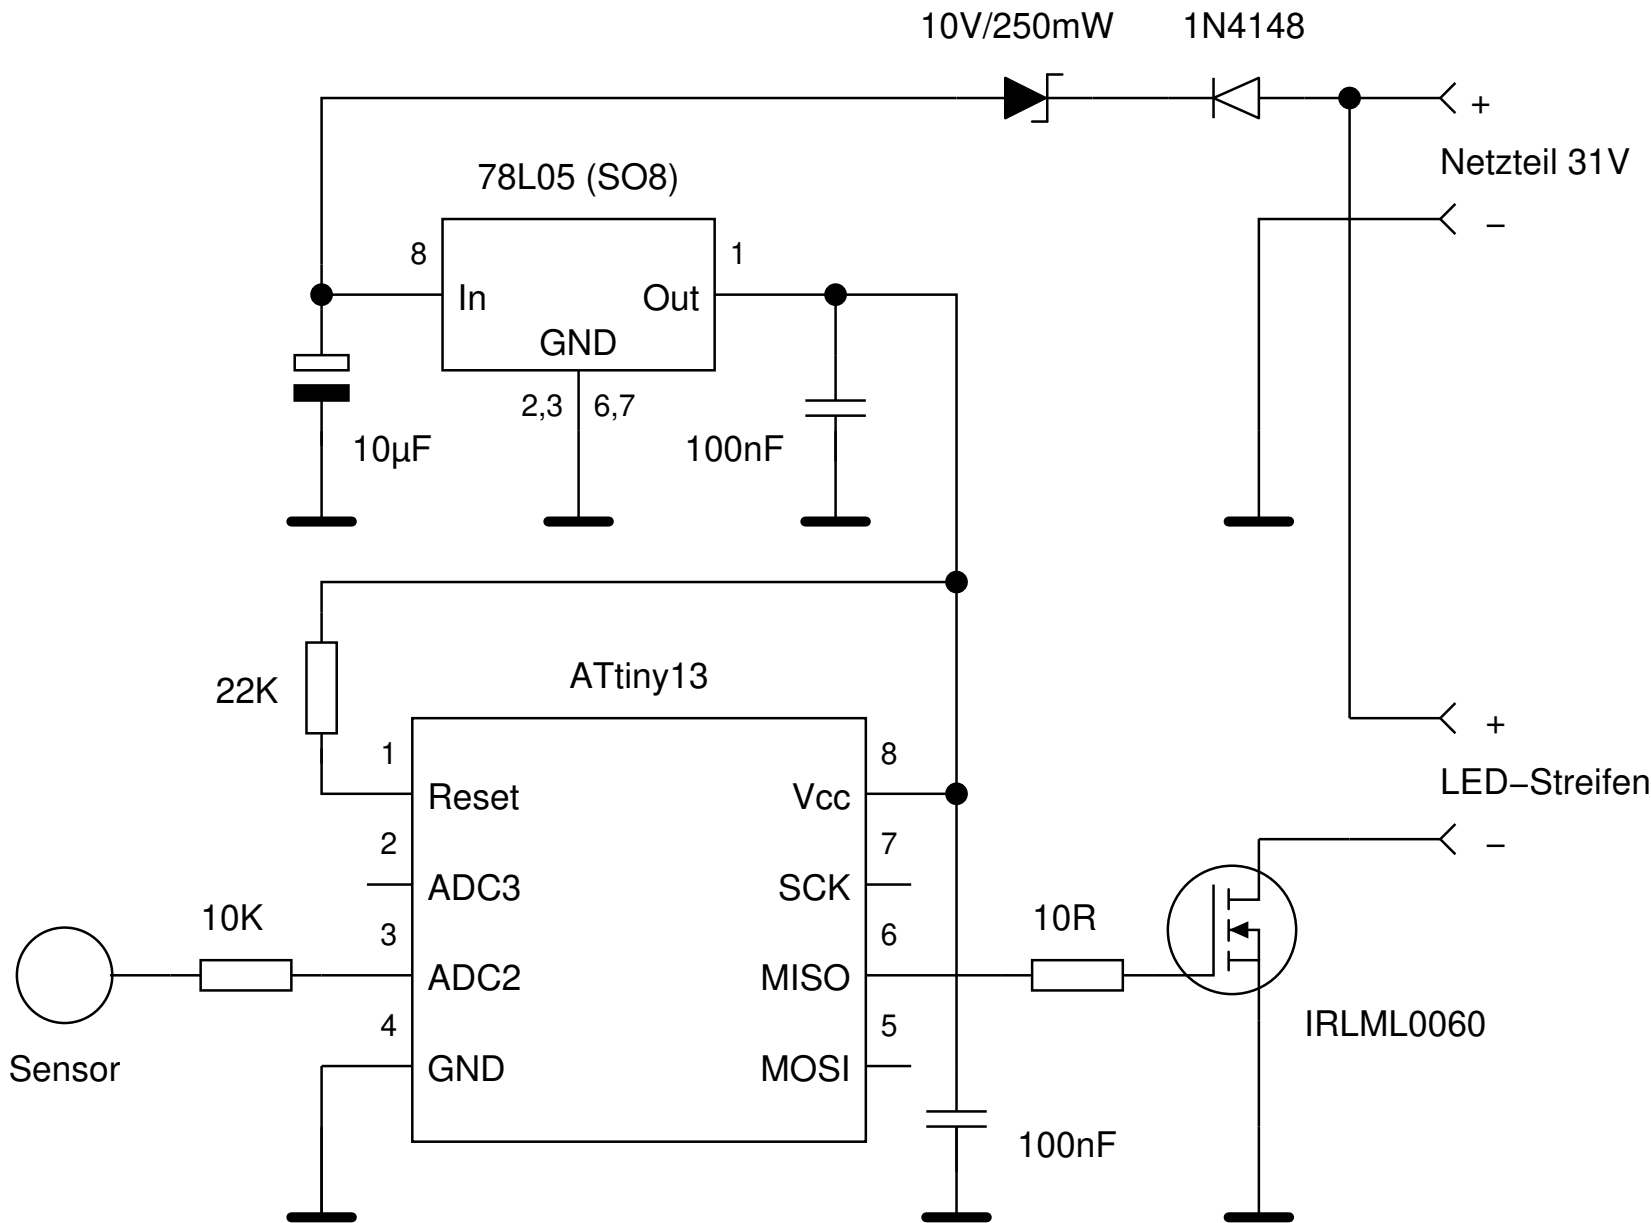 10V/250mW 1N4148
+
Netzteil 31V
–
78L05 (SO8)
8 1
In Out
GND
2,3 6,7
10µF 100nF
ATtiny13
22K
1 8
Reset Vcc
+
LED–Streifen
–
2 7
ADC3 SCK
10K 3 6 10R
ADC2 MISO
4 5
IRLML0060
Sensor GND MOSI
100nF